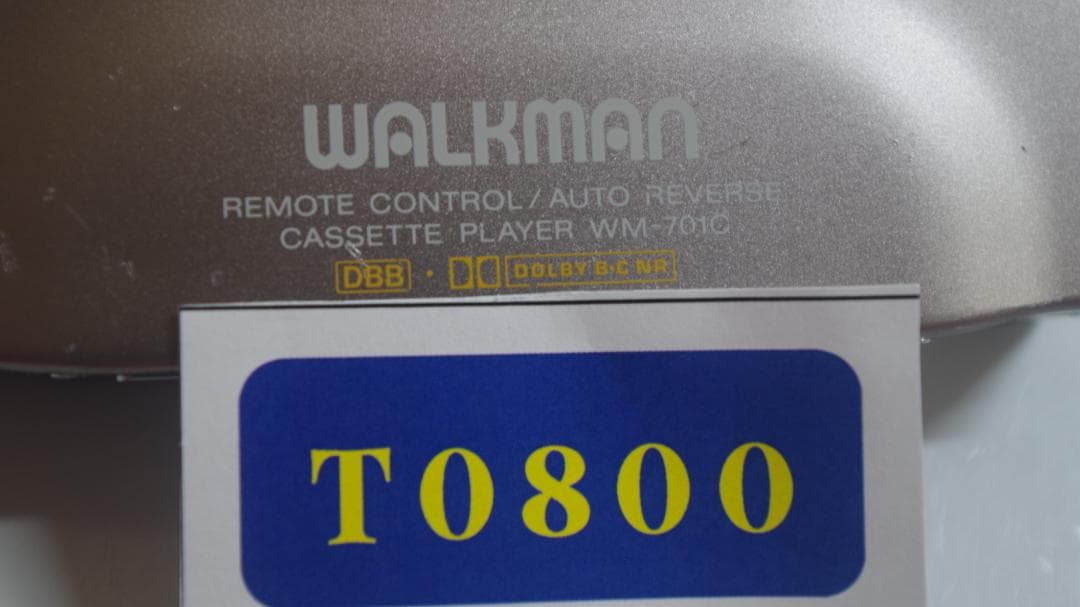 WALKMAN
REMOTE CONTROL/AUTO REVERSE
CASSETTE PLAYER WM-701C
DBB · DOLBY B·C NR
T0800